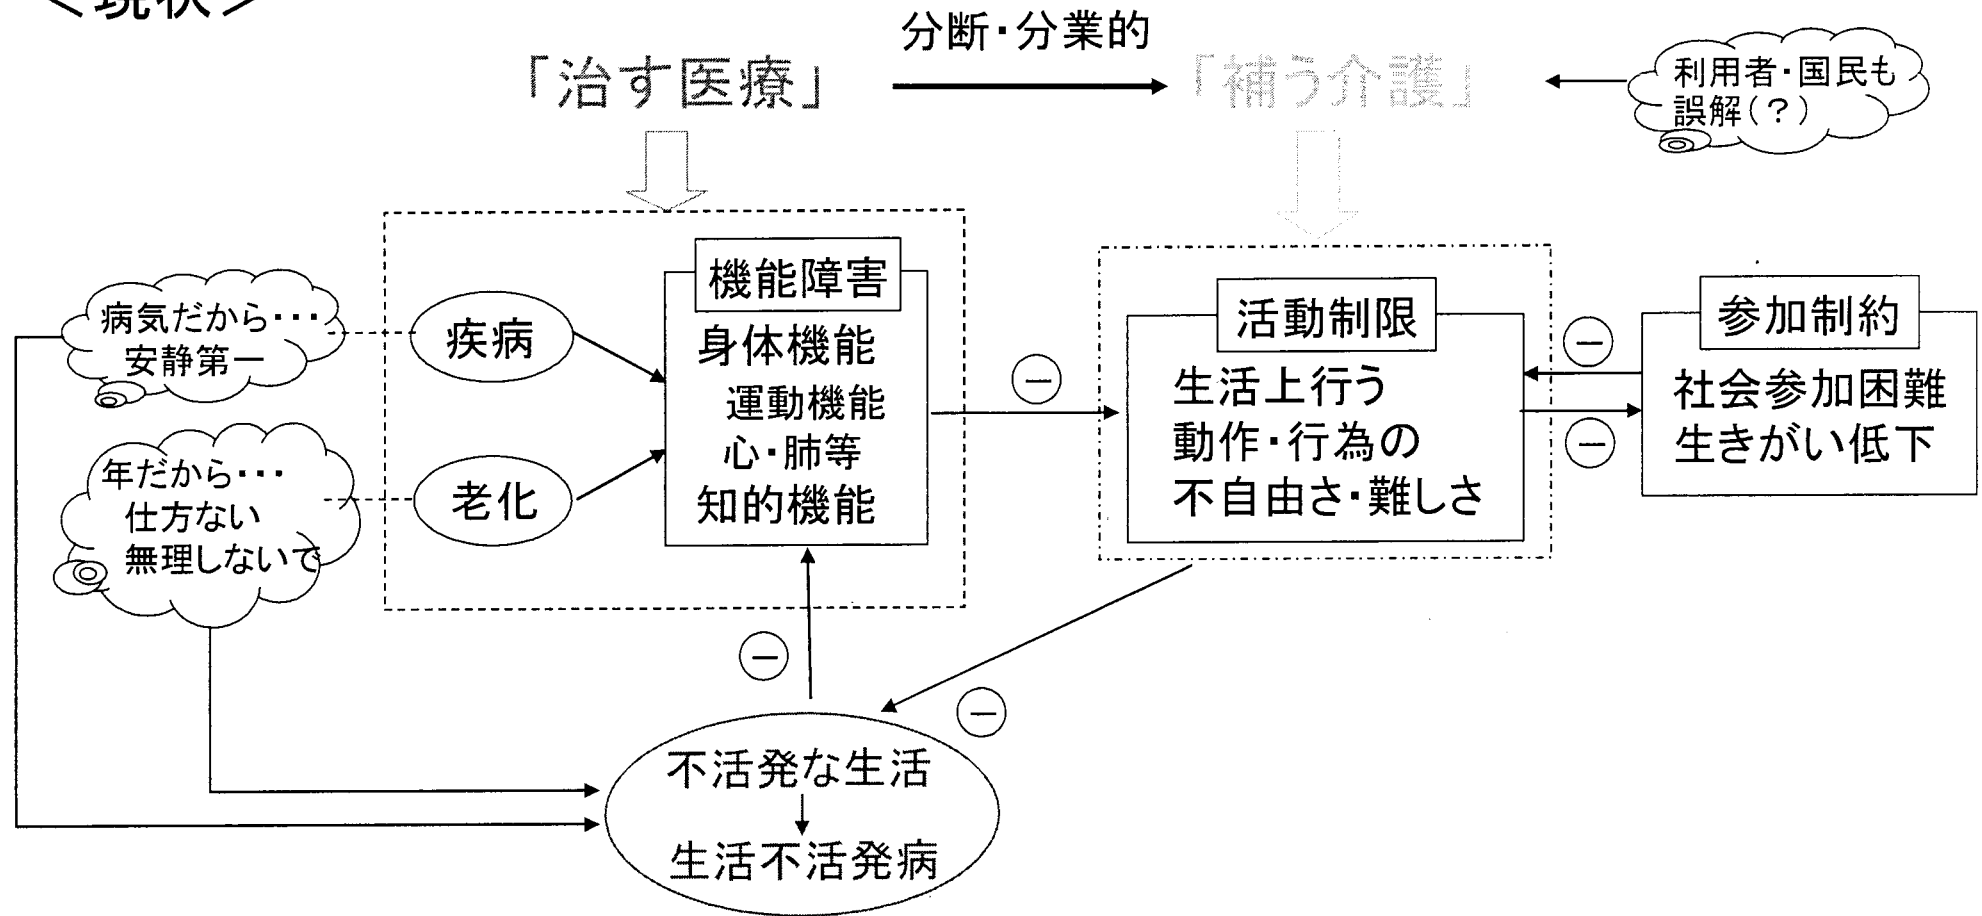 ＜現状＞
分断・分業的
「治す医療」
「補う介護」
利用者・国民も
誤解（？）
病気だから・・・
安静第一
年だから・・・
仕方ない
無理しないで
疾病
老化
機能障害
身体機能
運動機能
心・肺等
知的機能
－
活動制限
生活上行う
動作・行為の
不自由さ・難しさ
－
－
参加制約
社会参加困難
生きがい低下
－
－
不活発な生活
生活不活発病